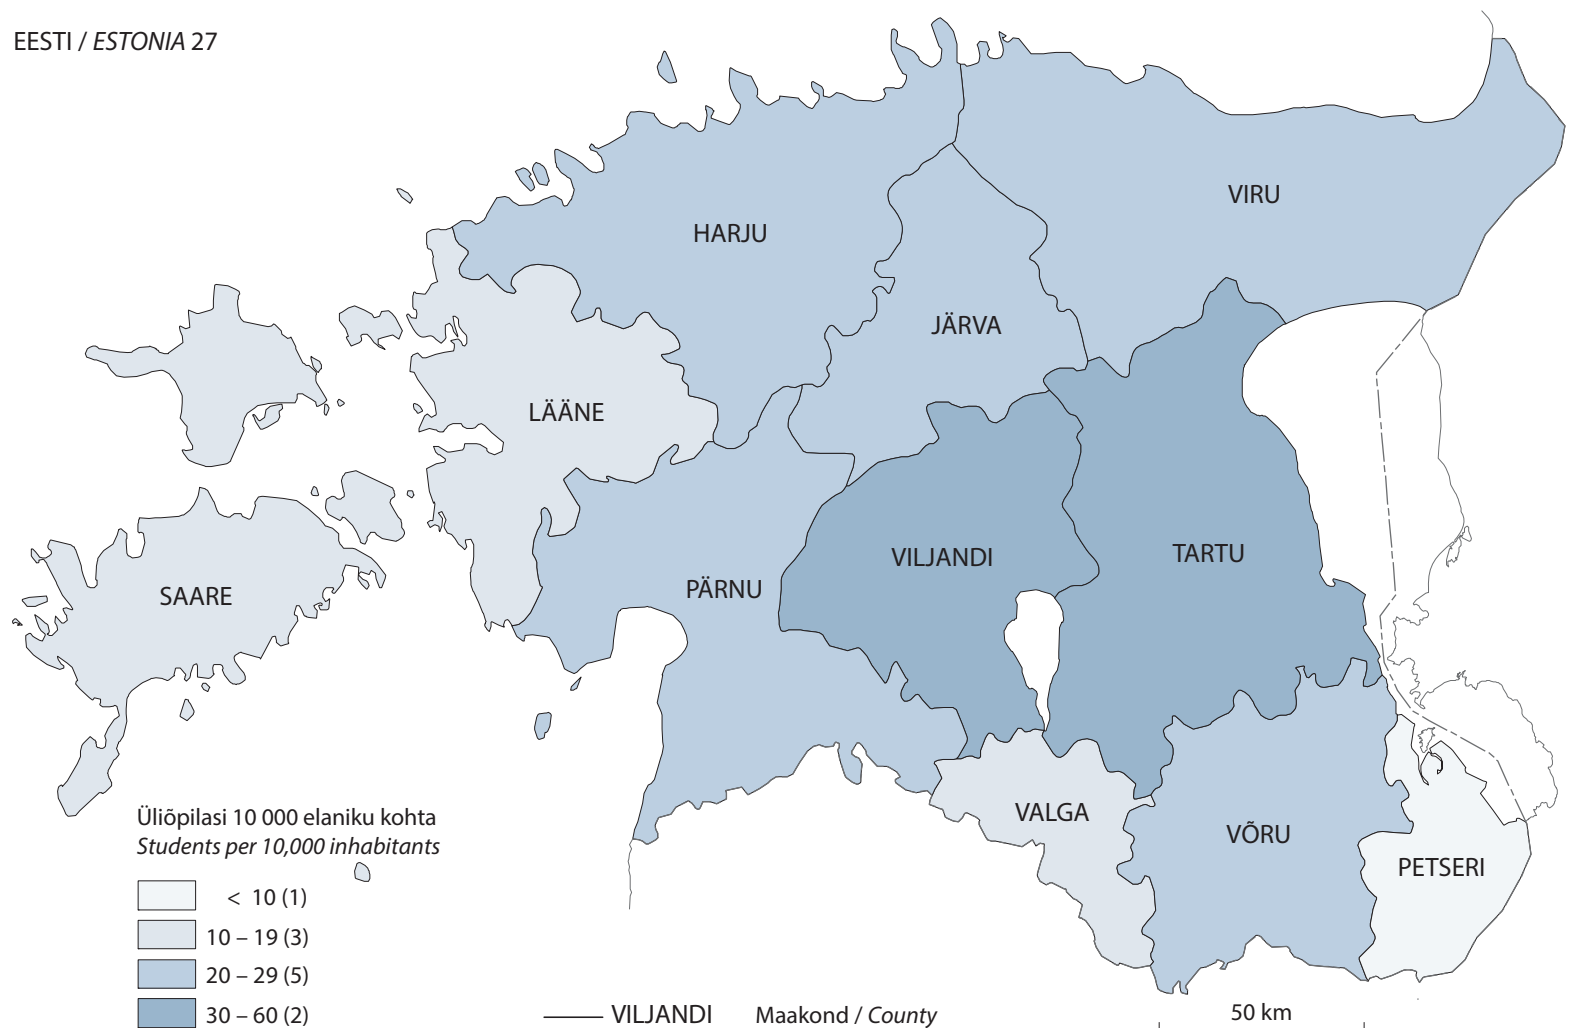 EESTI / ESTONIA 27
VIRU
HARJU
JÄRVA
LÄÄNE
VILJANDI
TARTU
PÄRNU
SAARE
VALGA
VÕRU
PETSERI
Üliõpilasi 10 000 elaniku kohta
Students per 10,000 inhabitants
< 10 (1)
10 – 19 (3)
20 – 29 (5)
30 – 60 (2)
VILJANDI Maakond / County
50 km